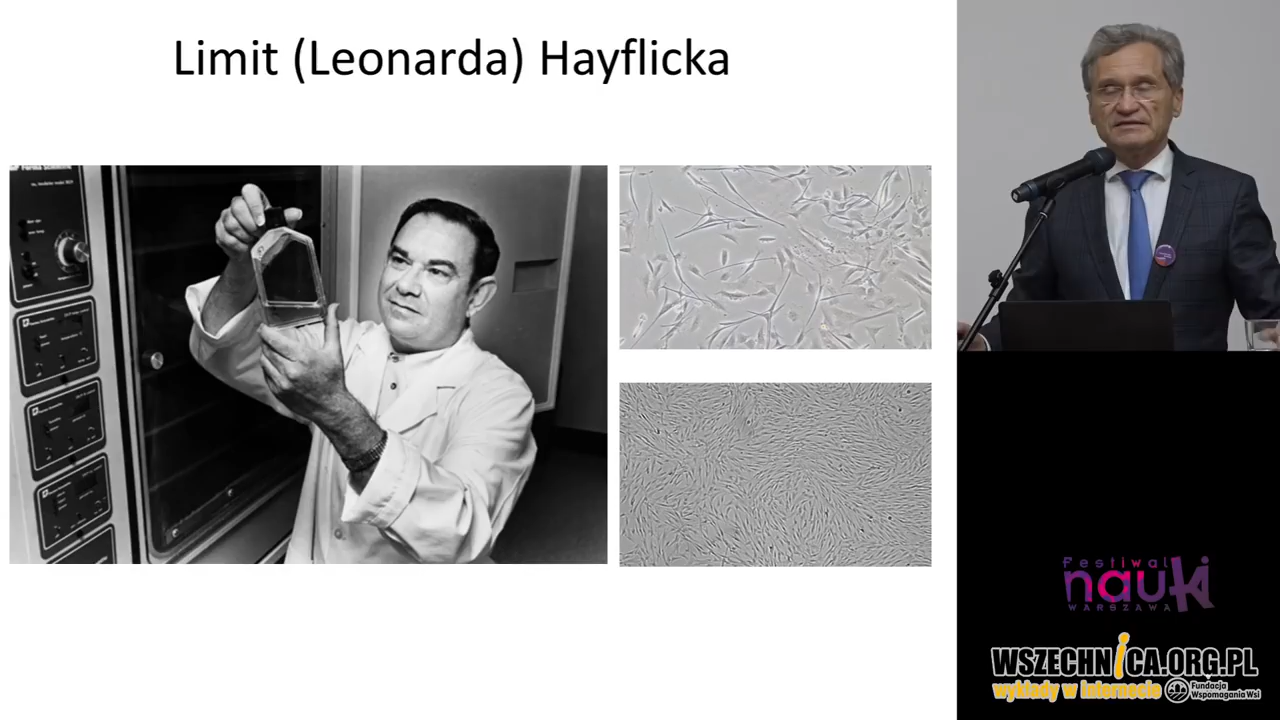 Limit (Leonarda) Hayflicka
Festiwal
nauki
WARSZAWA
WSZECHNICA.ORG.PL
wykłady w internecie
Fundacja
Wspomagania Wsi